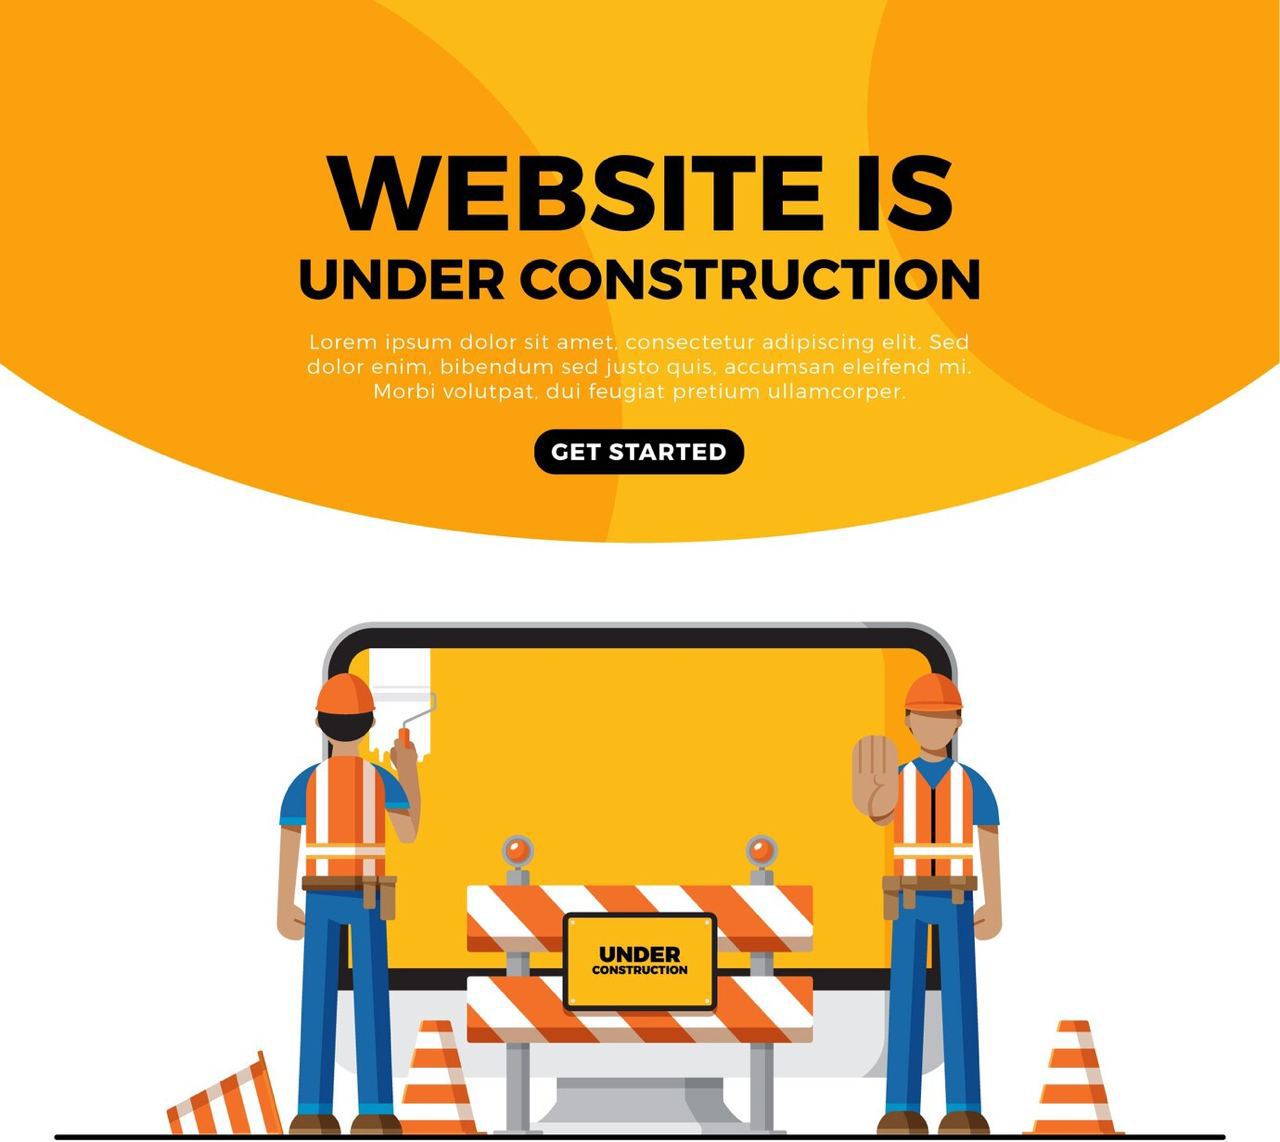 WEBSITE IS
UNDER CONSTRUCTION
Lorem ipsum dolor sit amet, consectetur adipiscing elit. Sed
dolor enim, bibendum sed justo quis, accumsan eleifend mi.
Morbi volutpat, dui feugiat pretium ullamcorper.
GET STARTED
UNDER
CONSTRUCTION